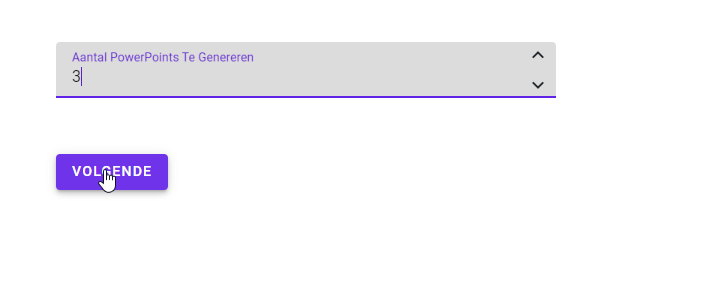 Aantal PowerPoints Te Genereren
3
VOLGENDE